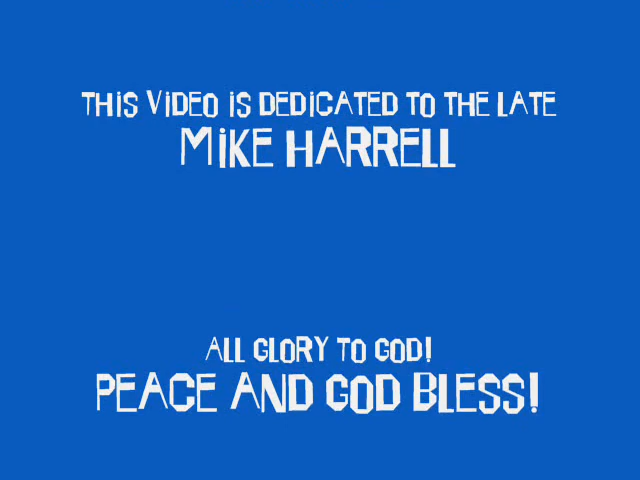 THIS VIDEO IS DEDICATED TO THE LATE
MIKE HARRELL
ALL GLORY TO GOD!
PEACE AND GOD BLESS!